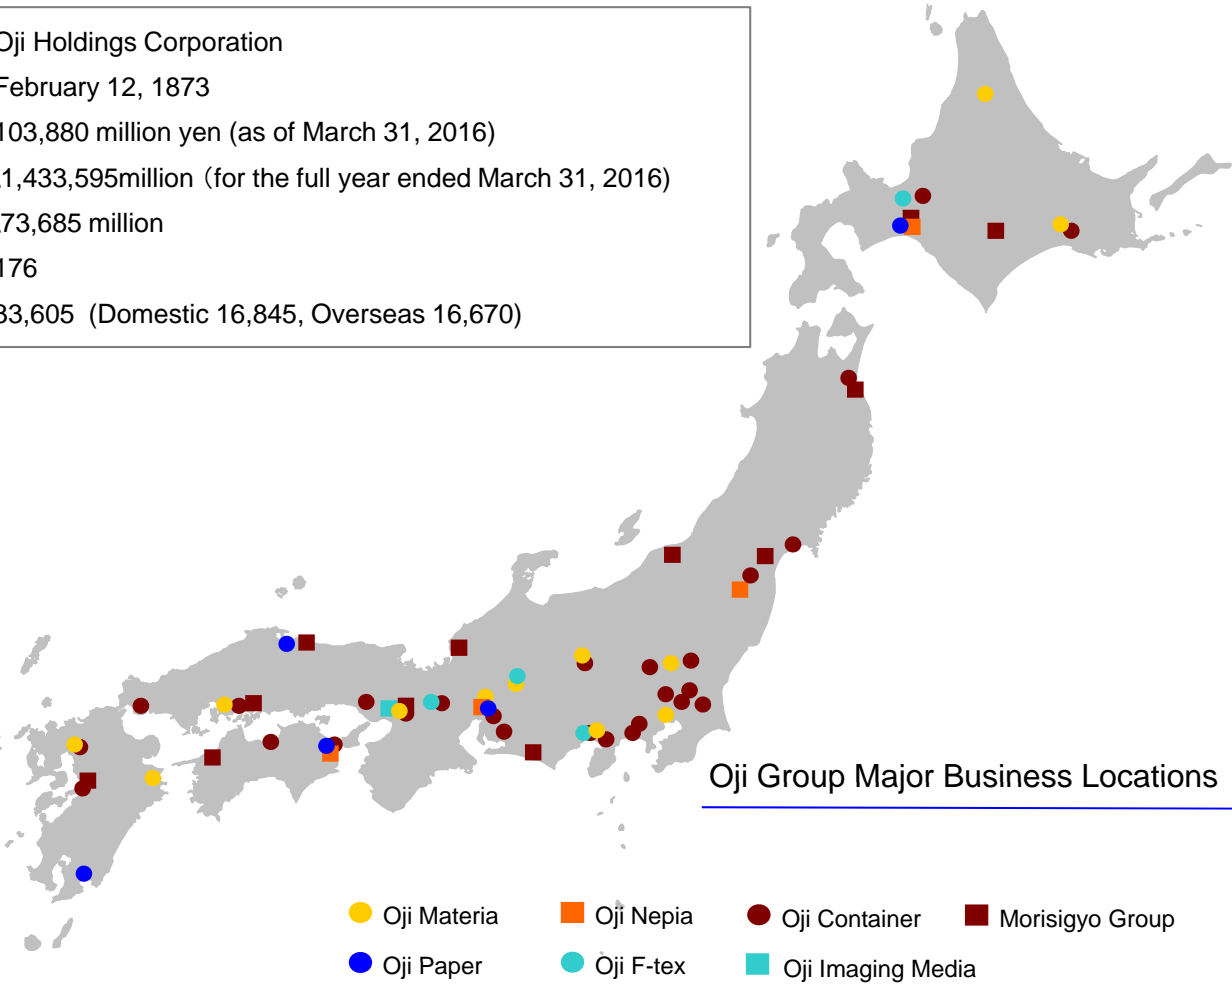 Oji Holdings Corporation
February 12, 1873
103,880 million yen (as of March 31, 2016)
1,433,595million (for the full year ended March 31, 2016)
73,685 million
176
33,605 (Domestic 16,845, Overseas 16,670)
Oji Group Major Business Locations
Oji Materia
Oji Nepia
Oji Container
Morisigyo Group
Oji Paper
Oji F-tex
Oji Imaging Media